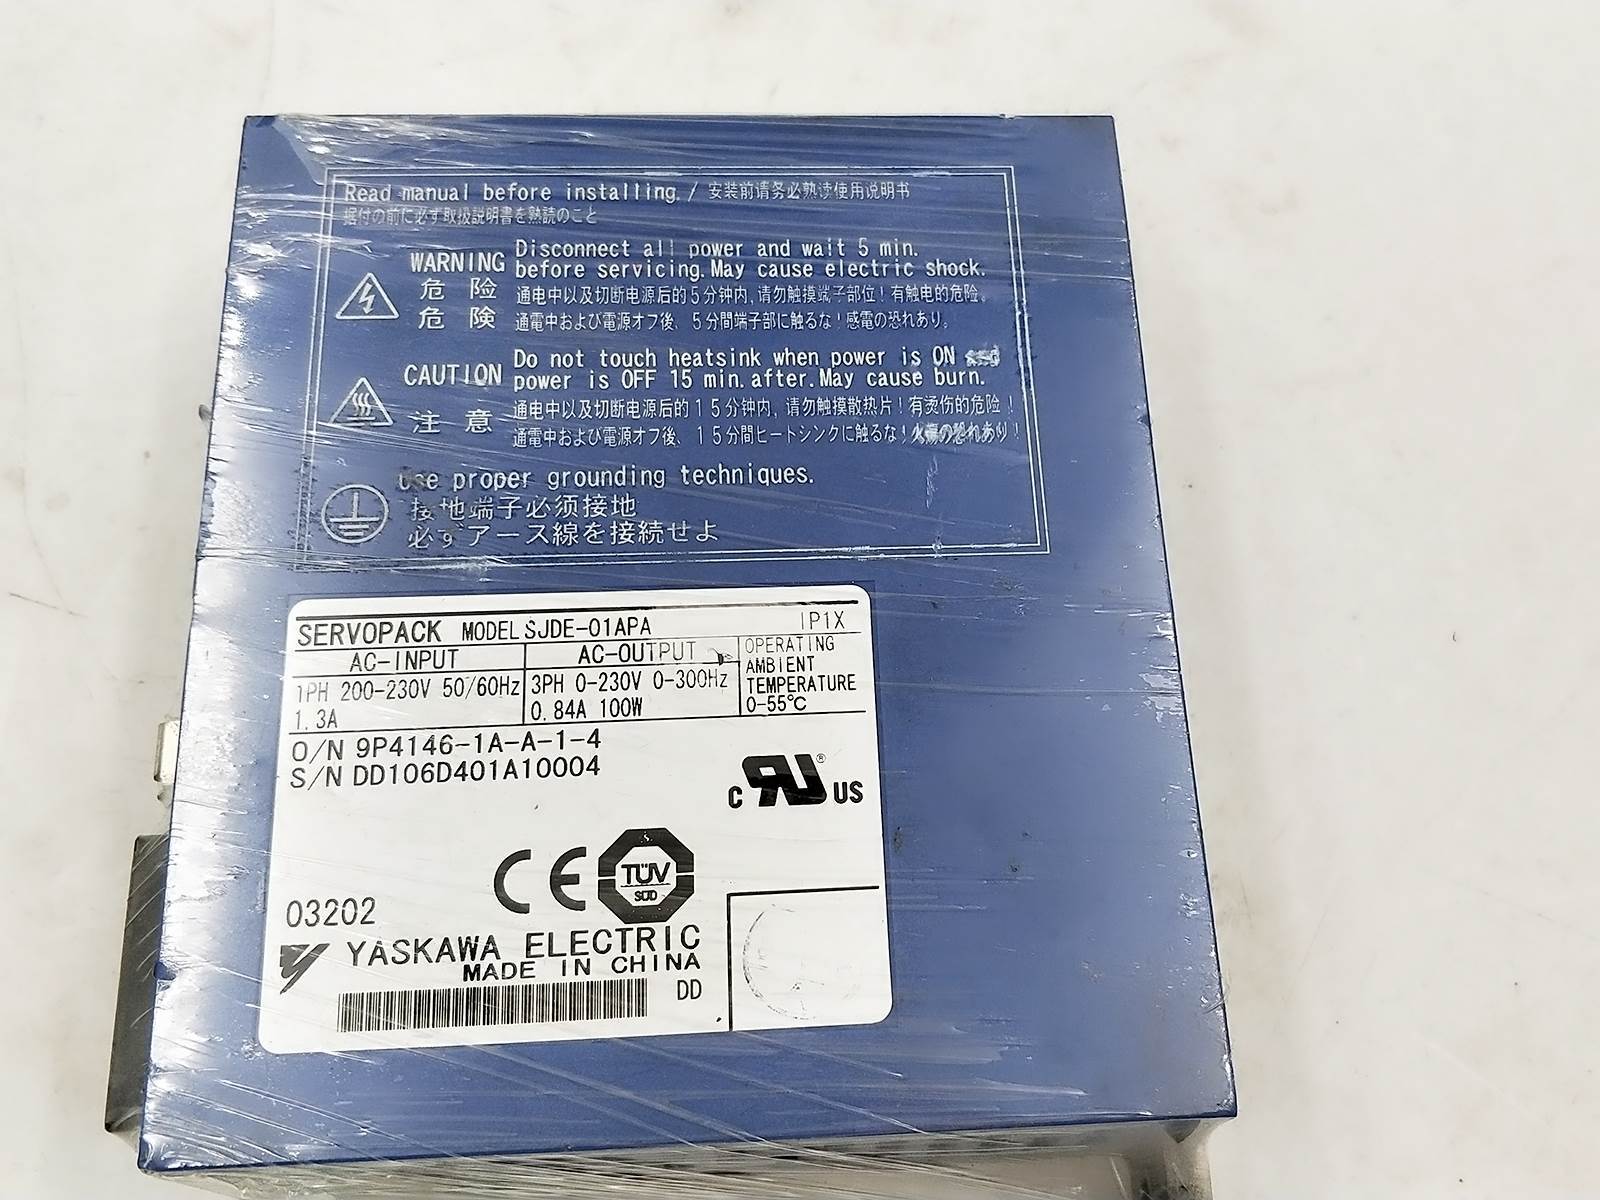 Read manual before installing. / 安装前请务必熟读使用说明书
据付の前に必ず取扱説明書を熟読のこと
WARNING Disconnect all power and wait 5 min.
before servicing. May cause electric shock.
危 险 通电中以及切断电源后的5分钟内, 请勿触摸端子部位! 有触电的危险。
危 険 通電中および電源オフ後、5分間端子部に触るな! 感電の恐れあり。
CAUTION Do not touch heatsink when power is ON and
power is OFF 15 min. after. May cause burn.
注 意 通电中以及切断电源后的15分钟内, 请勿触摸散热片! 有烫伤的危险!
通電中および電源オフ後、15分間ヒートシンクに触るな! 火傷の恐れあり!
Use proper grounding techniques.
接地端子必须接地
必ずアース線を接続せよ
SERVOPACK MODEL SJDE-01APA IP1X
AC-INPUT AC-OUTPUT OPERATING
AMBIENT
TEMPERATURE
0-55℃
1PH 200-230V 50/60Hz 3PH 0-230V 0-300Hz
1.3A 0.84A 100W
O/N 9P4146-1A-A-1-4
S/N DD106D401A10004
C RU ® US
CE TÜV
SÜD
03202
YASKAWA ELECTRIC
MADE IN CHINA
DD